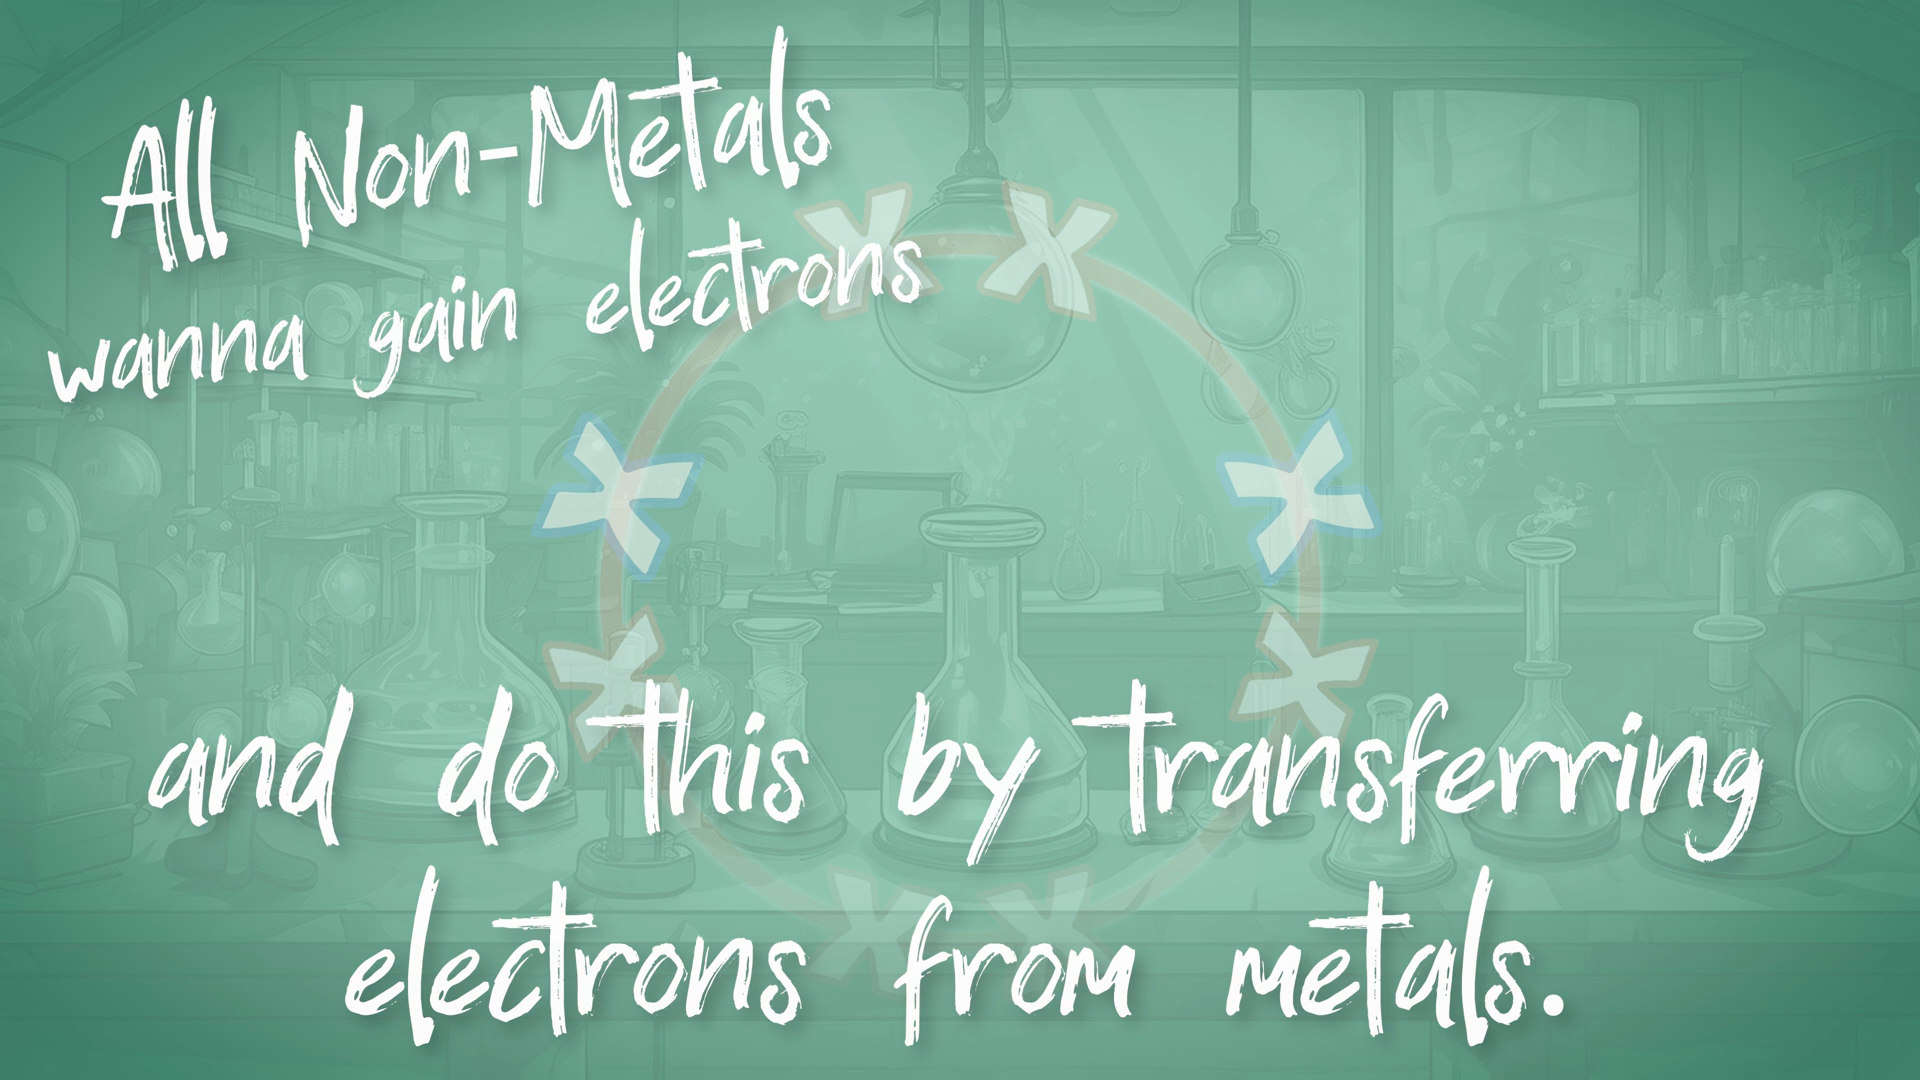 All Non-Metals
wanna gain electrons
and do this by transferring
electrons from metals.